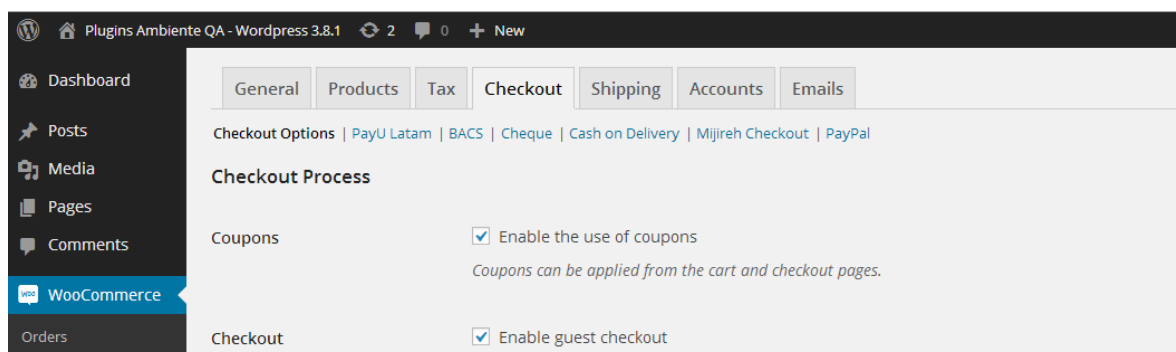 Plugins Ambiente QA - Wordpress 3.8.1 2 0 + New
Dashboard
Posts
Media
Pages
Comments
WooCommerce
Orders
General Products Tax Checkout Shipping Accounts Emails
Checkout Options | PayU Latam | BACS | Cheque | Cash on Delivery | Mijireh Checkout | PayPal
Checkout Process
Coupons Enable the use of coupons
Coupons can be applied from the cart and checkout pages.
Checkout Enable guest checkout